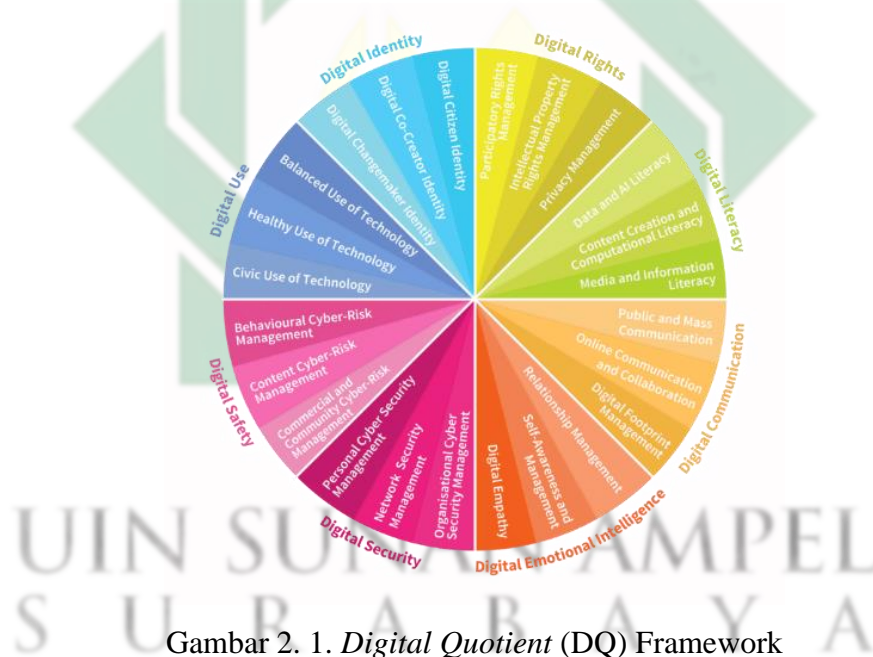 Digital Identity
Digital Rights
Digital Citizen Identity
Digital Co-Creator Identity
Digital Changemaker Identity
Participatory Rights
Management
Intellectual Property
Rights Management
Privacy Management
Digital Use
Balanced Use of Technology
Healthy Use of Technology
Civic Use of Technology
Digital Literacy
Data and AI Literacy
Content Creation and
Computational Literacy
Media and Information
Literacy
Digital Safety
Behavioural Cyber-Risk
Management
Content Cyber-Risk
Management
Commercial and
Community Cyber-Risk
Management
Digital Communication
Public and Mass
Communication
Online Communication
and Collaboration
Digital Footprint
Management
Digital Security
Personal Cyber Security
Management
Network Security
Management
Organisational Cyber
Security Management
Digital Emotional Intelligence
Digital Empathy
Self-Awareness and
Management
Relationship Management
UIN SUNAN AMPEL
SURABAYA
Gambar 2. 1. Digital Quotient (DQ) Framework